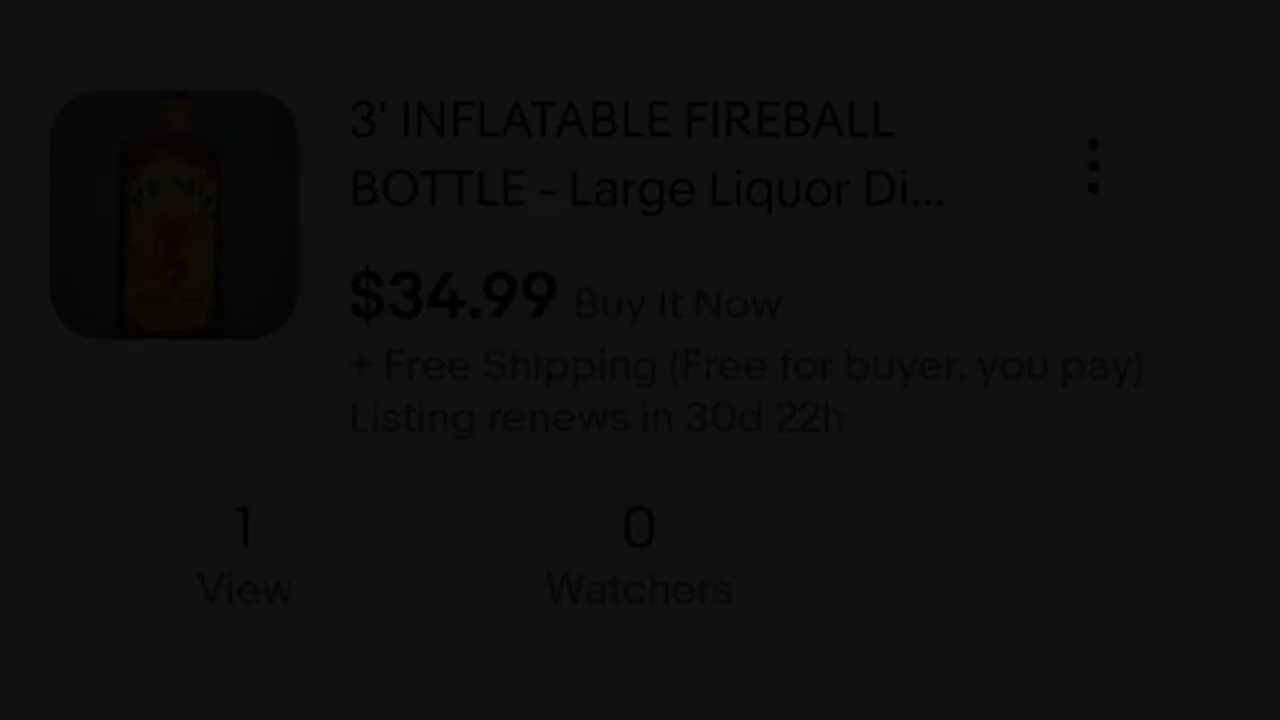 3' INFLATABLE FIREBALL
BOTTLE - Large Liquor Di...
$34.99 Buy It Now
+ Free Shipping (Free for buyer, you pay)
Listing renews in 30d 22h
1
View
0
Watchers